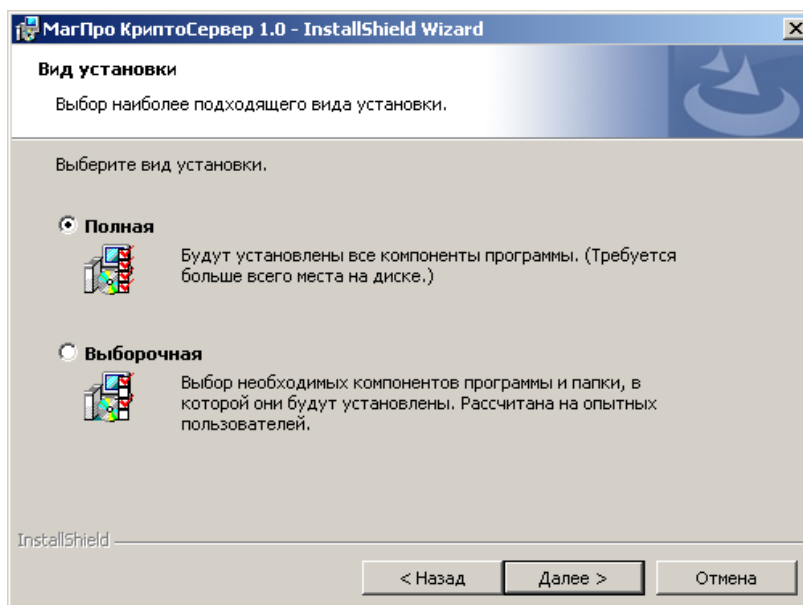 МагПро КриптоСервер 1.0 - InstallShield Wizard
Вид установки
Выбор наиболее подходящего вида установки.
Выберите вид установки.
Полная
Будут установлены все компоненты программы. (Требуется
больше всего места на диске.)
Выборочная
Выбор необходимых компонентов программы и папки, в
которой они будут установлены. Рассчитана на опытных
пользователей.
InstallShield
< Назад
Далее >
Отмена